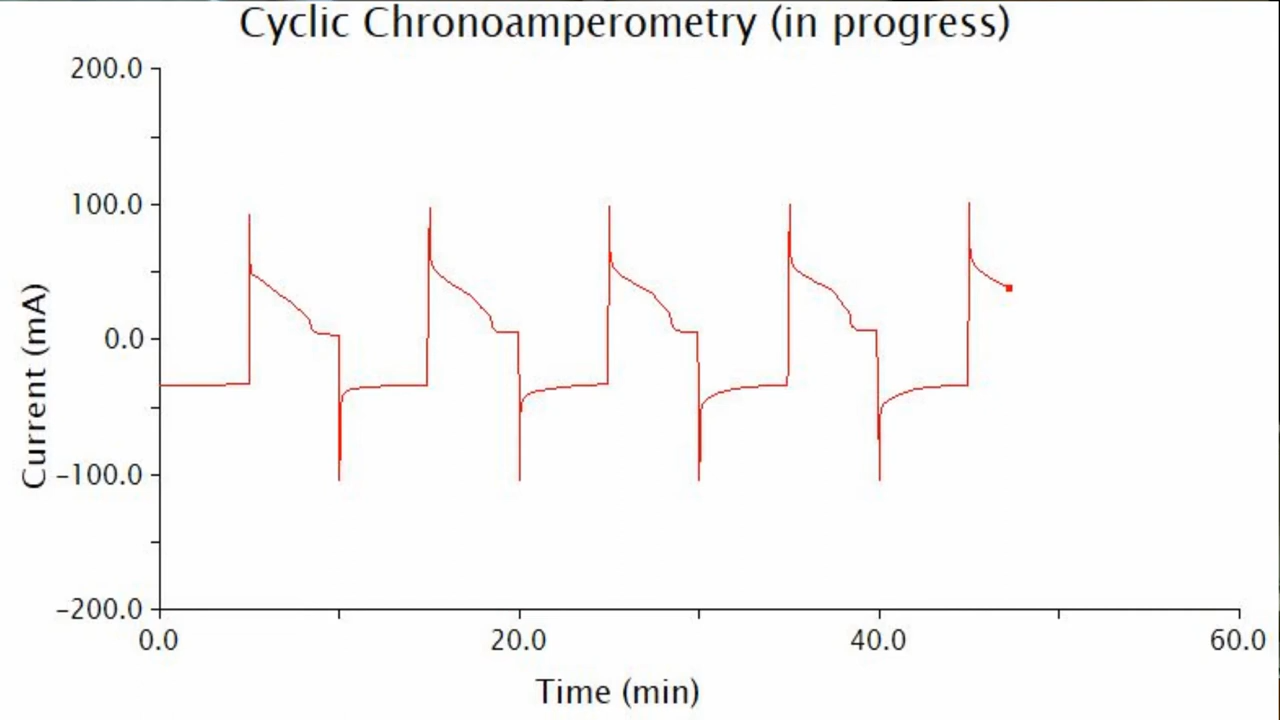 Cyclic Chronoamperometry (in progress)
200.0
100.0
0.0
-100.0
-200.0
Current (mA)
0.0 20.0 40.0 60.0
Time (min)